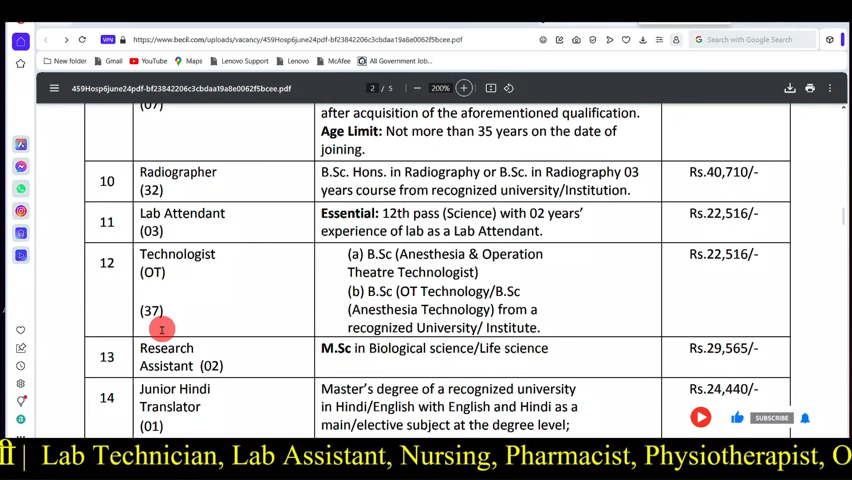 https://www.becil.com/uploads/vacancy/459Hosp6june24pdf-bf23842206c3cbdaa19a8e6a2d5bcee.pdf
VPN
Search with Google Search
New folder
Gmail
YouTube
Maps
Lenovo Support
Lenovo
McAfee
All Government Job...
459Hosp6june24pdf-bf23842206c3cbdaa19a8e6a2d5bcee.pdf
2 / 5
200%
(07)
after acquisition of the aforementioned qualification.
Age Limit: Not more than 35 years on the date of
joining.
10
Radiographer
(32)
B.Sc. Hons. in Radiography or B.Sc. in Radiography 03
years course from recognized university/Institution.
Rs.40,710/-
11
Lab Attendant
(03)
Essential: 12th pass (Science) with 02 years'
experience of lab as a Lab Attendant.
Rs.22,516/-
12
Technologist
(OT)
(37)
(a) B.Sc (Anesthesia & Operation
Theatre Technologist)
(b) B.Sc (OT Technology/B.Sc
(Anesthesia Technology) from a
recognized University/ Institute.
Rs.22,516/-
13
Research
Assistant (02)
M.Sc in Biological science/Life science
Rs.29,565/-
14
Junior Hindi
Translator
(01)
Master's degree of a recognized university
in Hindi/English with English and Hindi as a
main/elective subject at the degree level;
Rs.24,440/-
SUBSCRIBE
| Lab Technician, Lab Assistant, Nursing, Pharmacist, Physiotherapist, O